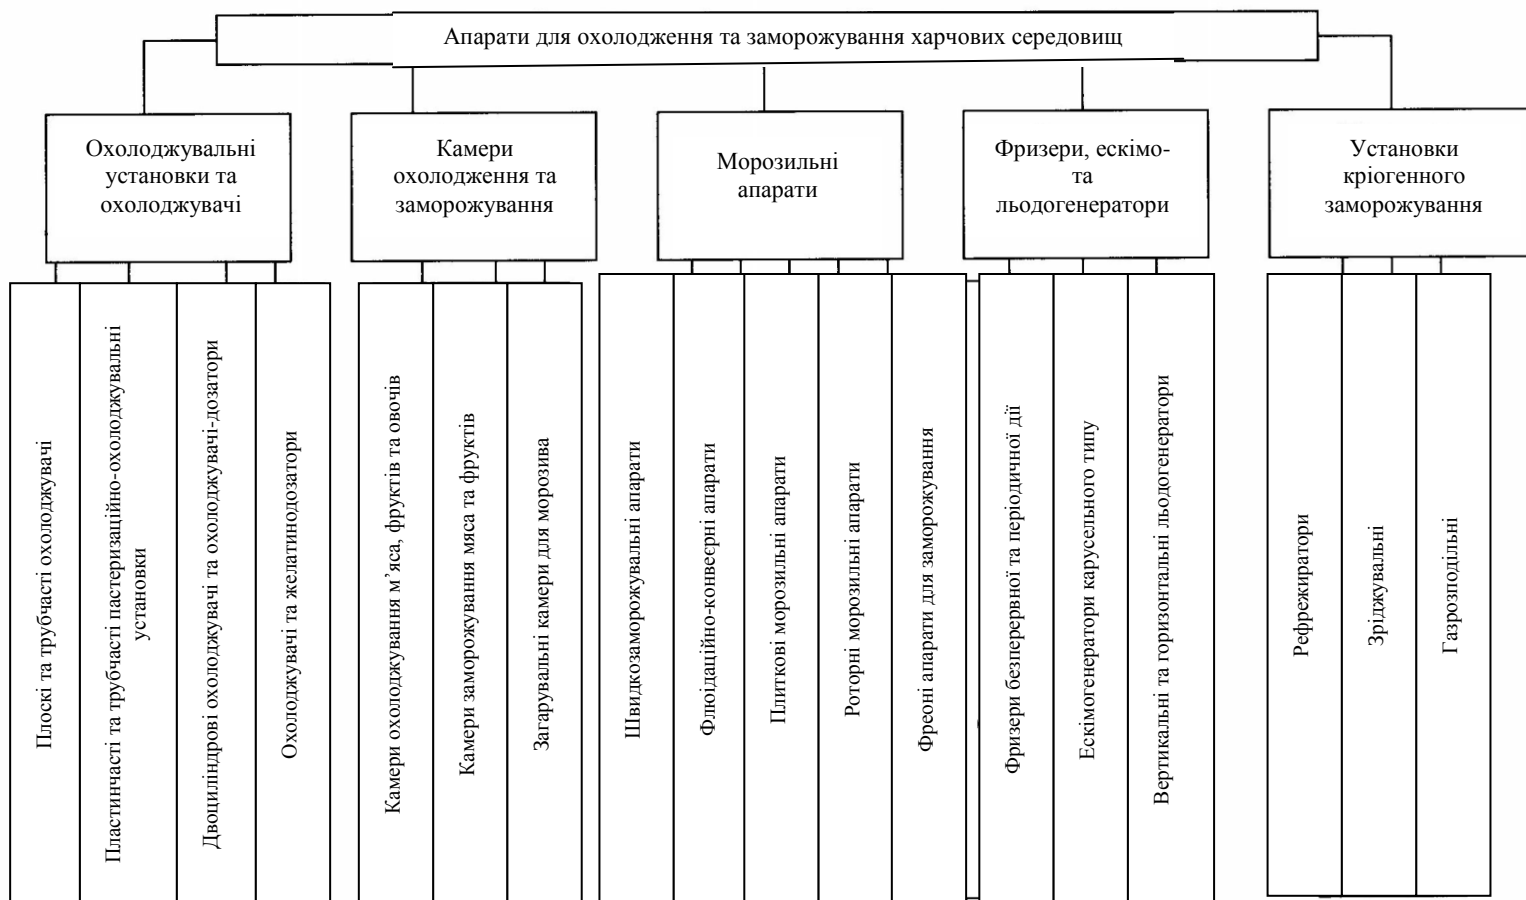 Апарати для охолодження та заморожування харчових середовищ
Охолоджувальні
установки та
охолоджувачі
Камери
охолодження та
заморожування
Морозильні
апарати
Фризери, ескімо-
та
льодогенератори
Установки
кріогенного
заморожування
Плоскі та трубчасті охолоджувачі
Пластинчасті та трубчасті пастеризаційно-охолоджувальні
установки
Двоциліндрові охолоджувачі та охолоджувачі-дозатори
Охолоджувачі та желатинодозатори
Камери охолоджування м’яса, фруктів та овочів
Камери заморожування мяса та фруктів
Загарувальні камери для морозива
Швидкозаморожувальні апарати
Флюідаційно-конвеєрні апарати
Плиткові морозильні апарати
Роторні морозильні апарати
Фреоні апарати для заморожування
Фризери безперервної та періодичної дії
Ескімогенератори карусельного типу
Вертикальні та горизонтальні льодогенератори
Рефрежиратори
Зріджувальні
Газрозподільні